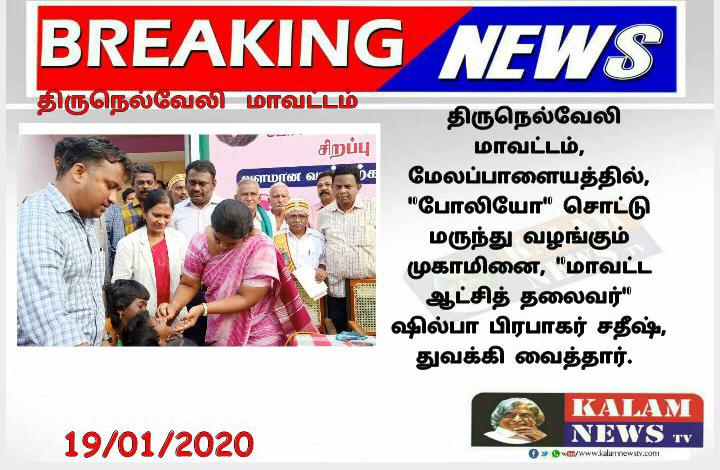 BREAKING NEWS
திருநெல்வேலி மாவட்டம்
சிறப்பு
திருநெல்வேலி
மாவட்டம்,
மேலப்பாளையத்தில்,
"போலியோ" சொட்டு
மருந்து வழங்கும்
முகாமினை, "மாவட்ட
ஆட்சித் தலைவர்"
ஷில்பா பிரபாகர் சதீஷ்,
துவக்கி வைத்தார்.
19/01/2020
KALAM
NEWS TV
www.kalamnewstv.com